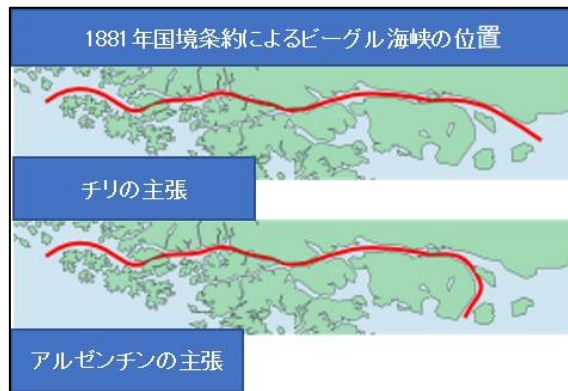 1881年国境条約によるビーグル海峡の位置
チリの主張
アルゼンチンの主張